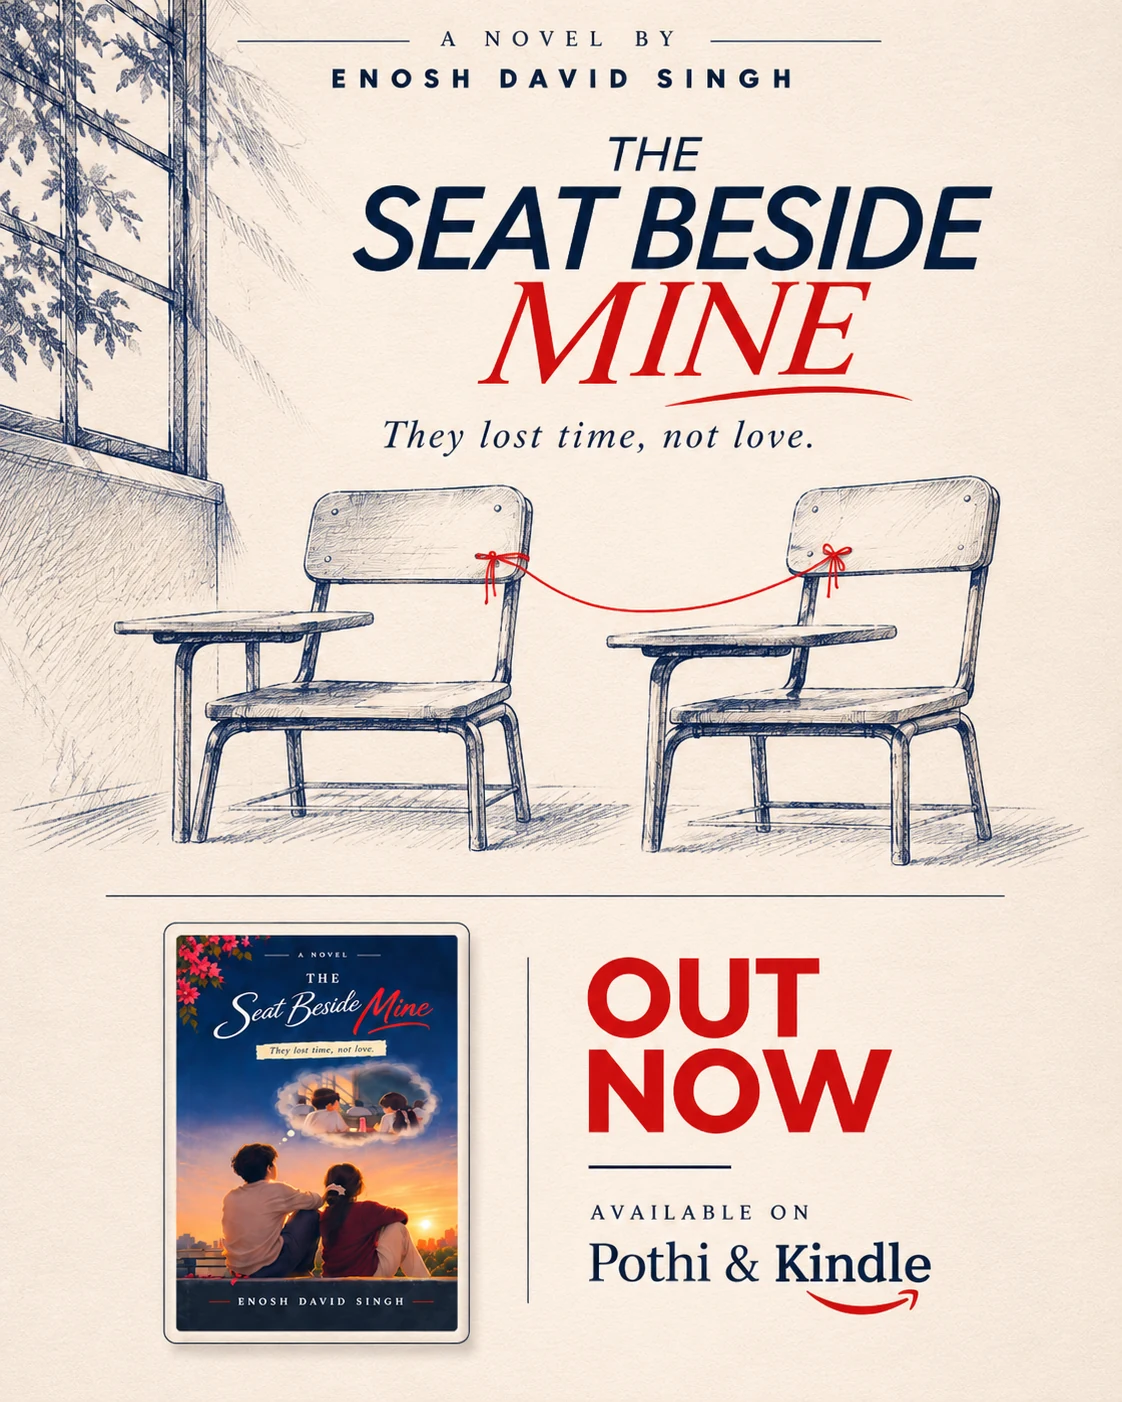 A NOVEL BY
ENOSH DAVID SINGH
THE
SEAT BESIDE
MINE
They lost time, not love.
A NOVEL
THE
Seat Beside Mine
They lost time, not love.
ENOSH DAVID SINGH
OUT
NOW
AVAILABLE ON
Pothi & Kindle